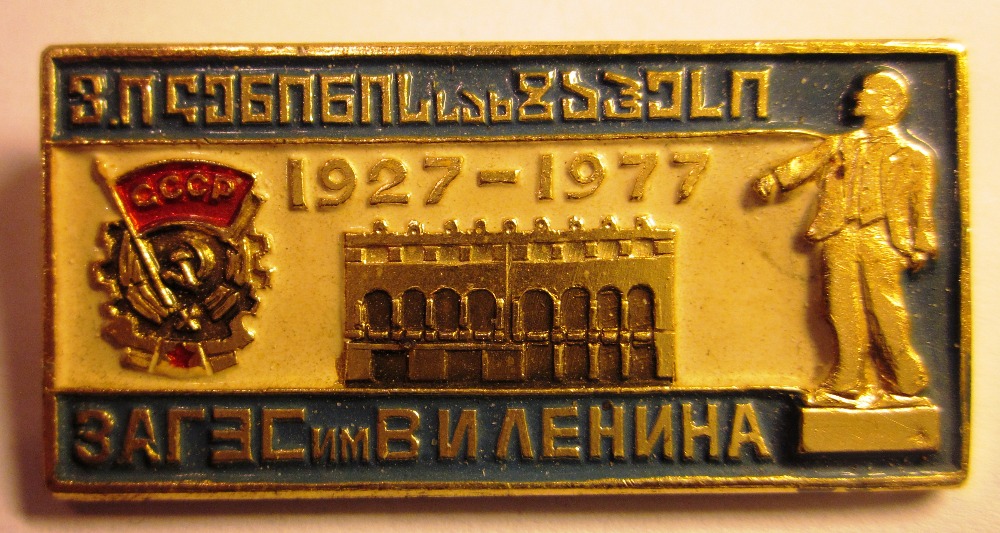 ვ.ი ლენინის სახ ზაჰესი
СССР
1927-1977
ЗАГЭС им В И ЛЕНИНА